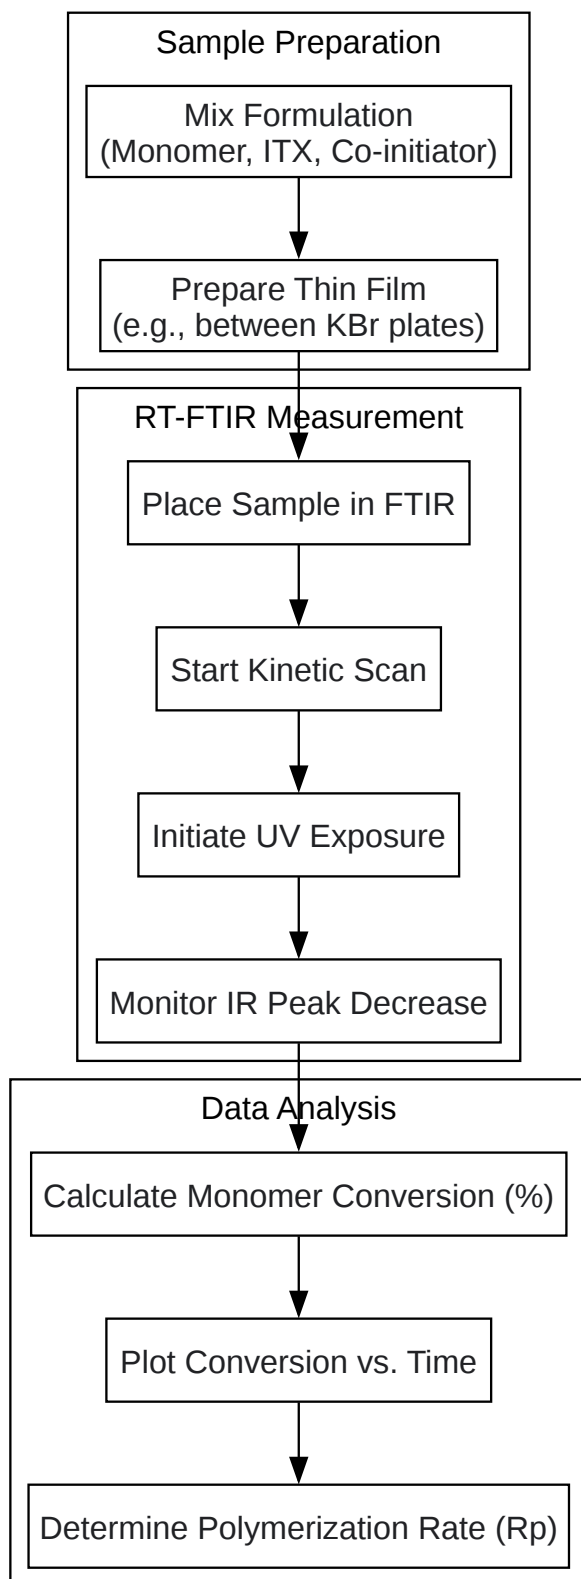 Sample Preparation
Mix Formulation
(Monomer, ITX, Co-initiator)
Prepare Thin Film
(e.g., between KBr plates)
RT-FTIR Measurement
Place Sample in FTIR
Start Kinetic Scan
Initiate UV Exposure
Monitor IR Peak Decrease
Data Analysis
Calculate Monomer Conversion (%)
Plot Conversion vs. Time
Determine Polymerization Rate (Rp)